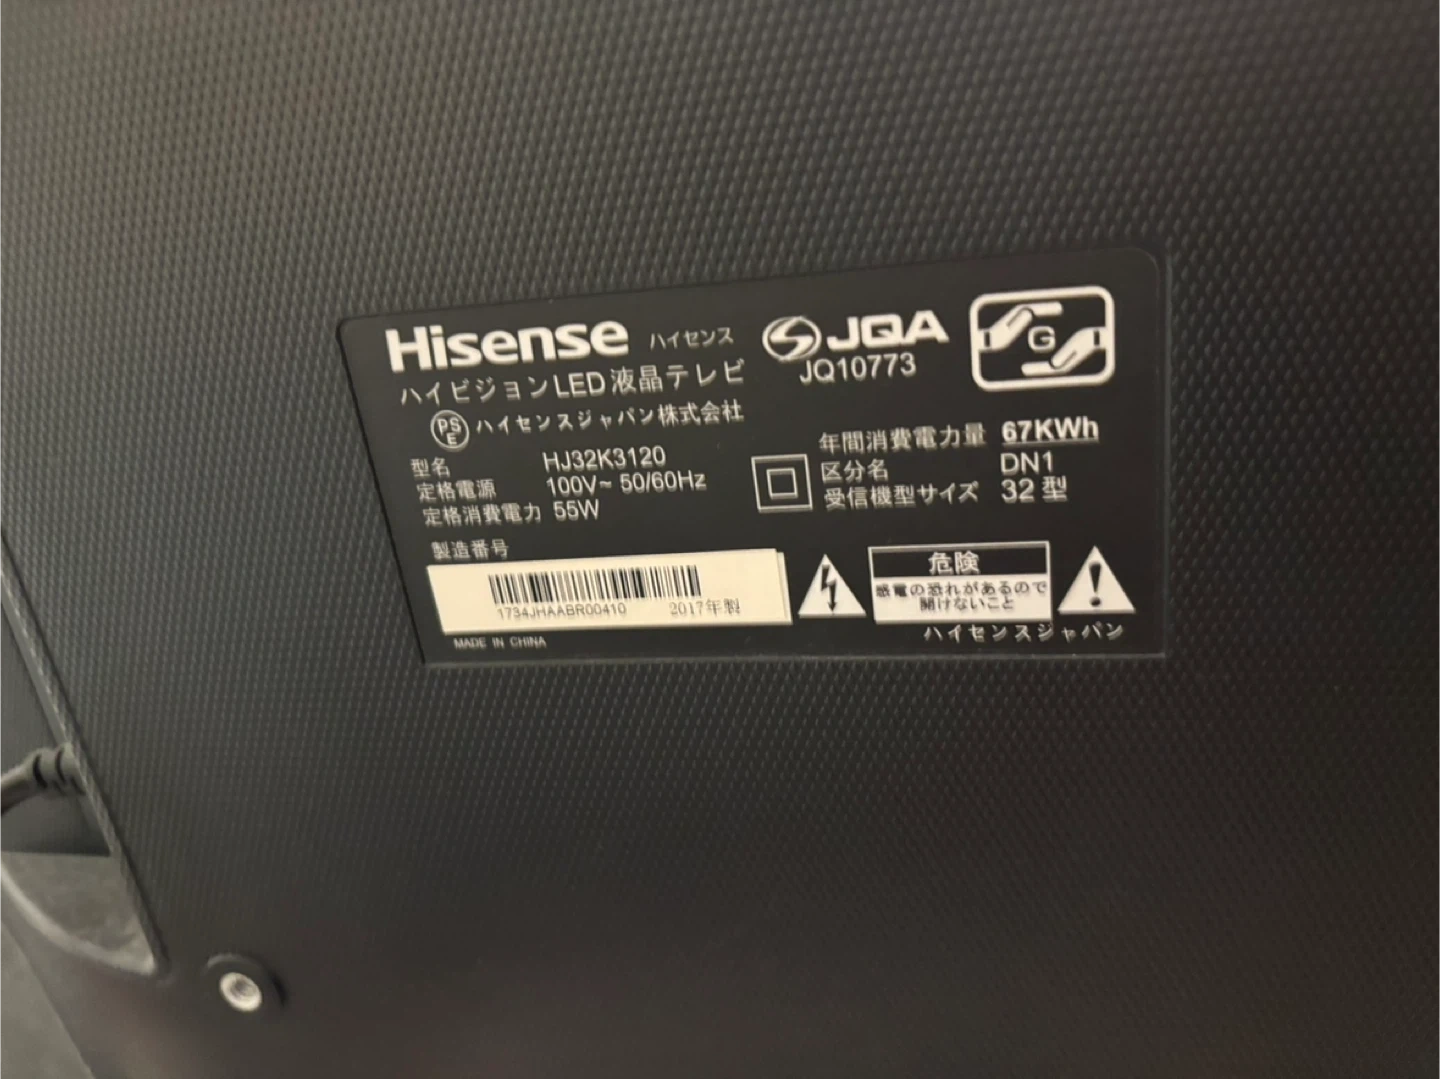 Hisense ハイセンス
ハイビジョンLED液晶テレビ
PSE ハイセンスジャパン株式会社
型名 HJ32K3120
定格電源 100V~ 50/60Hz
定格消費電力 55W
製造番号
1734JHAABR00410 2017年製
MADE IN CHINA
S JQA
JQ10773
G
年間消費電力量 67KWh
区分名 DN1
受信機型サイズ 32型
危険
感電の恐れがあるので
開けないこと
ハイセンスジャパン